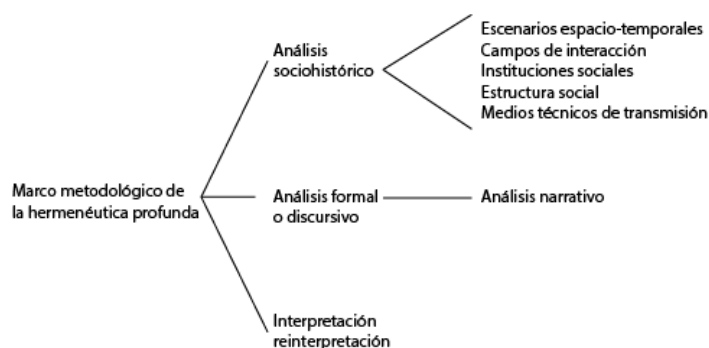 Análisis
sociohistórico
Escenarios espacio-temporales
Campos de interacción
Instituciones sociales
Estructura social
Medios técnicos de transmisión
Marco metodológico de
la hermenéutica profunda
Análisis formal
o discursivo
Análisis narrativo
Interpretación
reinterpretación